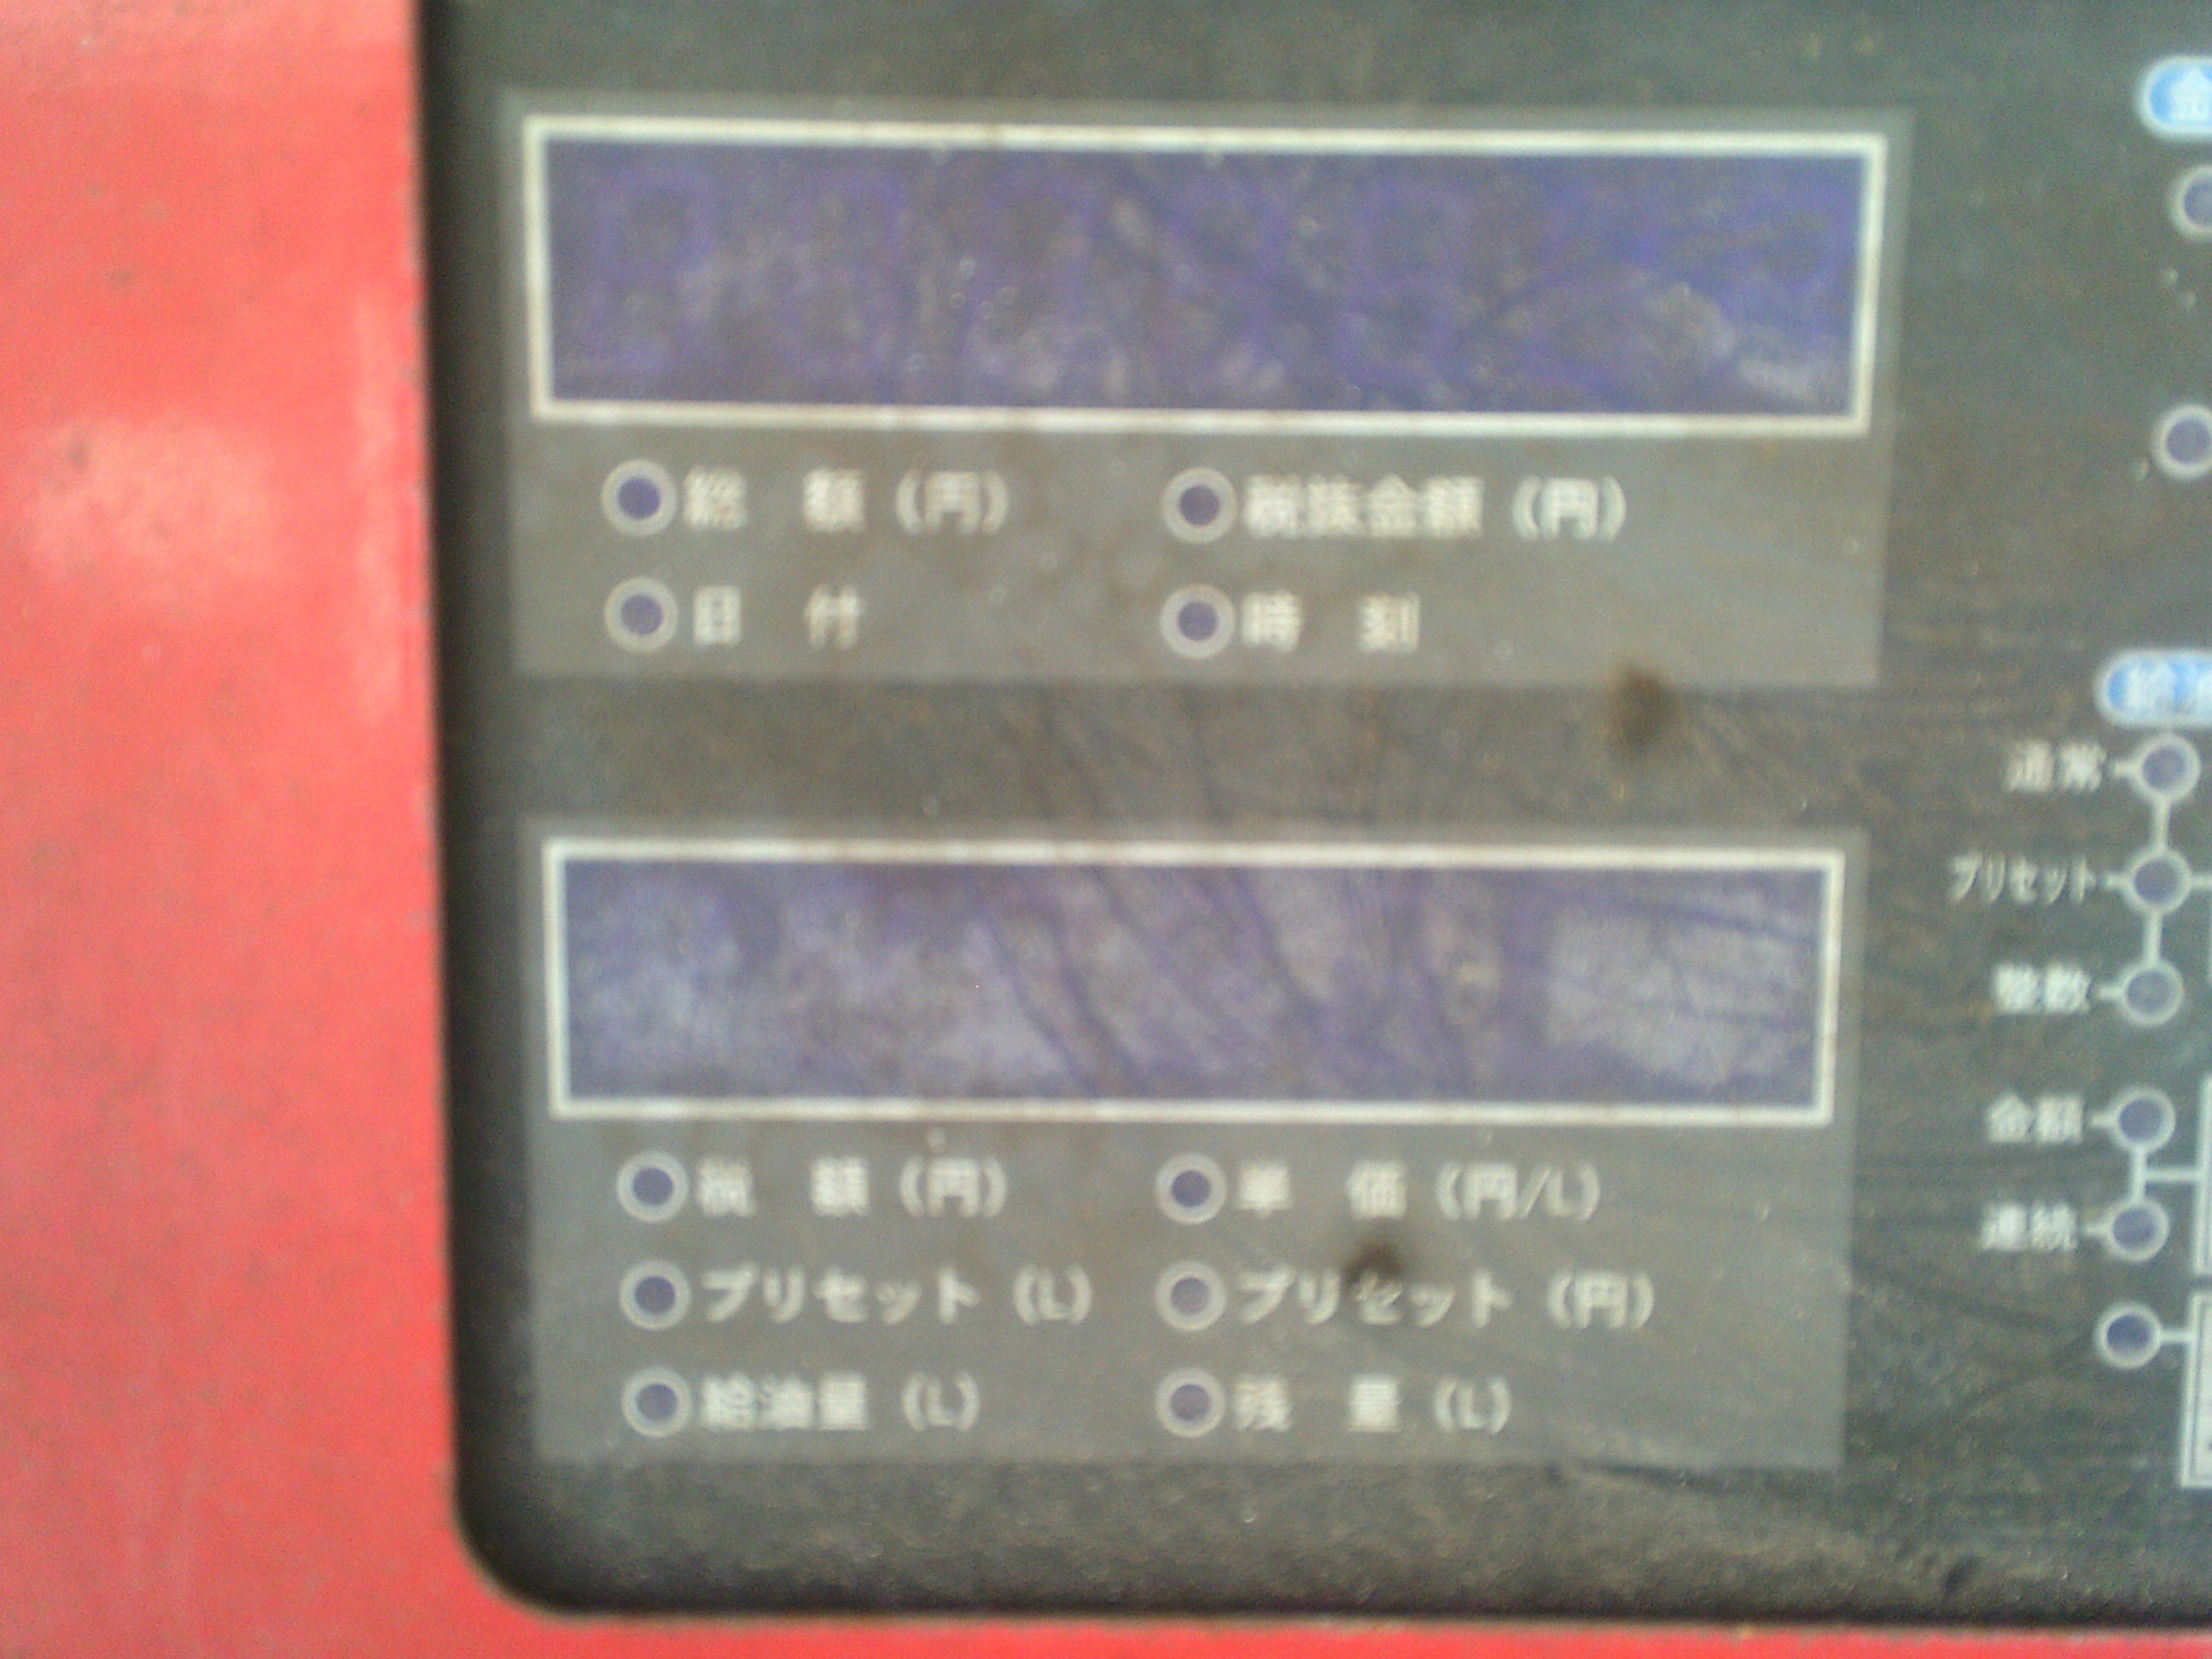 総　額（円）
税抜金額（円）
日　付
時　刻
税　額（円）
単　価（円/L）
プリセット（L）
プリセット（円）
給油量（L）
残　量（L）
通常
プリセット
整数
金額
連続